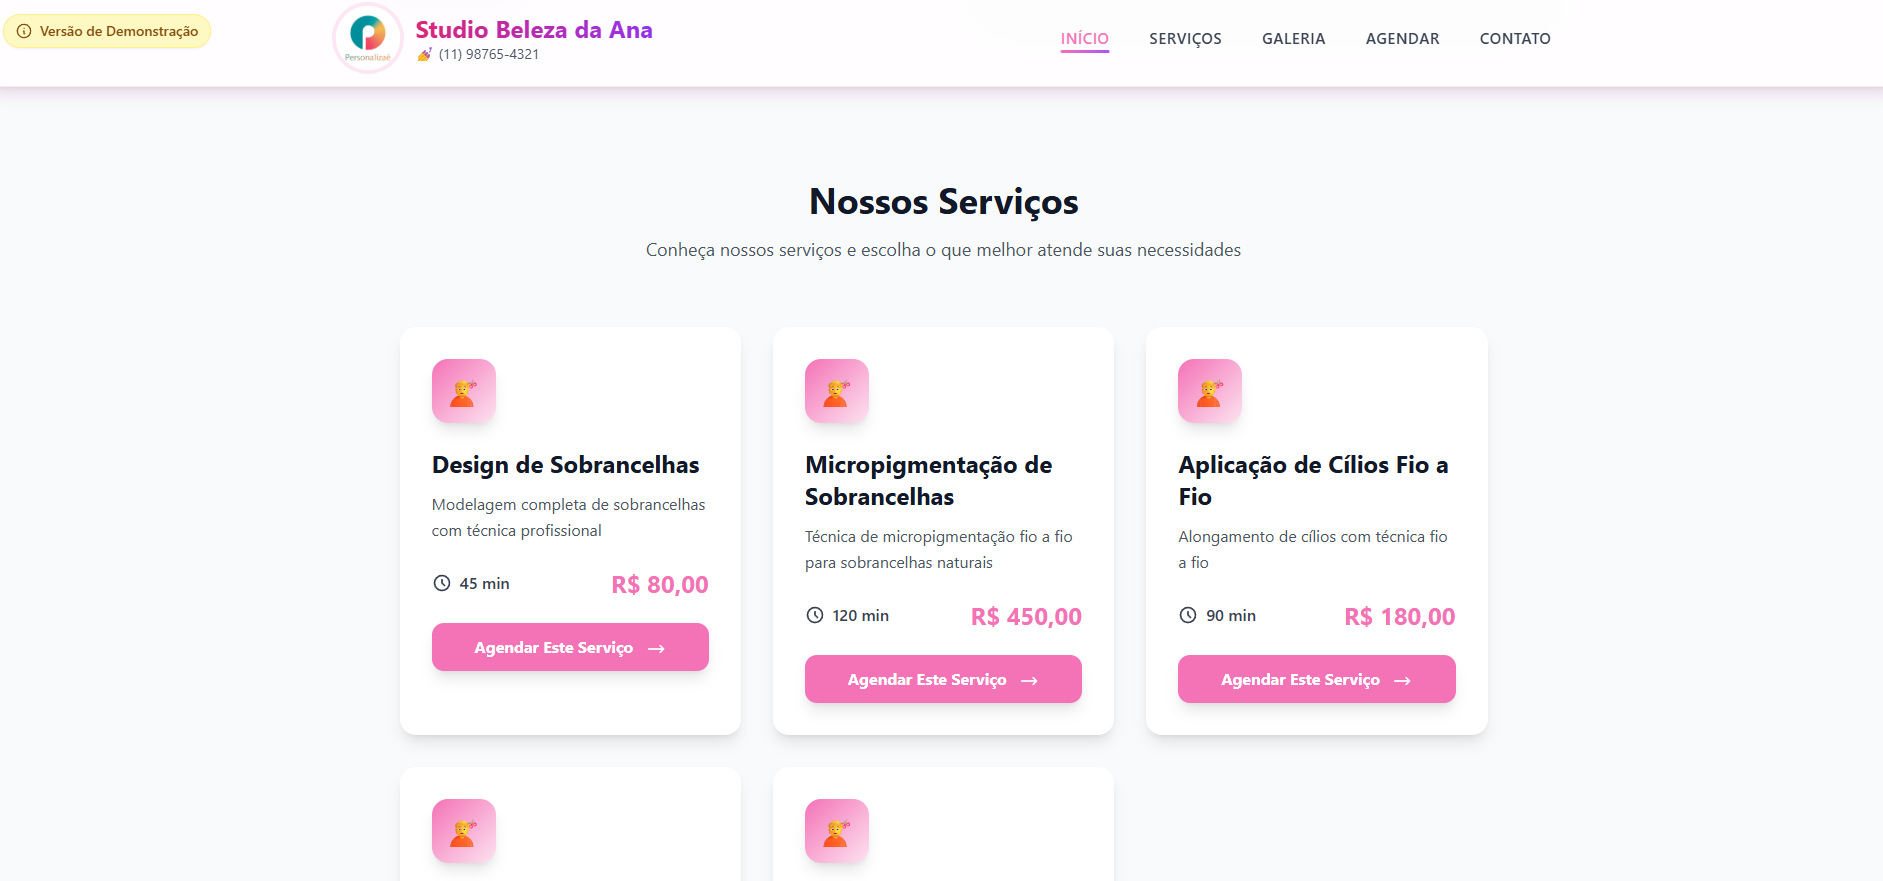 Versão de Demonstração
Personalizaê
Studio Beleza da Ana
(11) 98765-4321
INÍCIO
SERVIÇOS
GALERIA
AGENDAR
CONTATO
Nossos Serviços
Conheça nossos serviços e escolha o que melhor atende suas necessidades
Design de Sobrancelhas
Modelagem completa de sobrancelhas
com técnica profissional
45 min
R$ 80,00
Agendar Este Serviço →
Micropigmentação de
Sobrancelhas
Técnica de micropigmentação fio a fio
para sobrancelhas naturais
120 min
R$ 450,00
Agendar Este Serviço →
Aplicação de Cílios Fio a
Fio
Alongamento de cílios com técnica fio
a fio
90 min
R$ 180,00
Agendar Este Serviço →